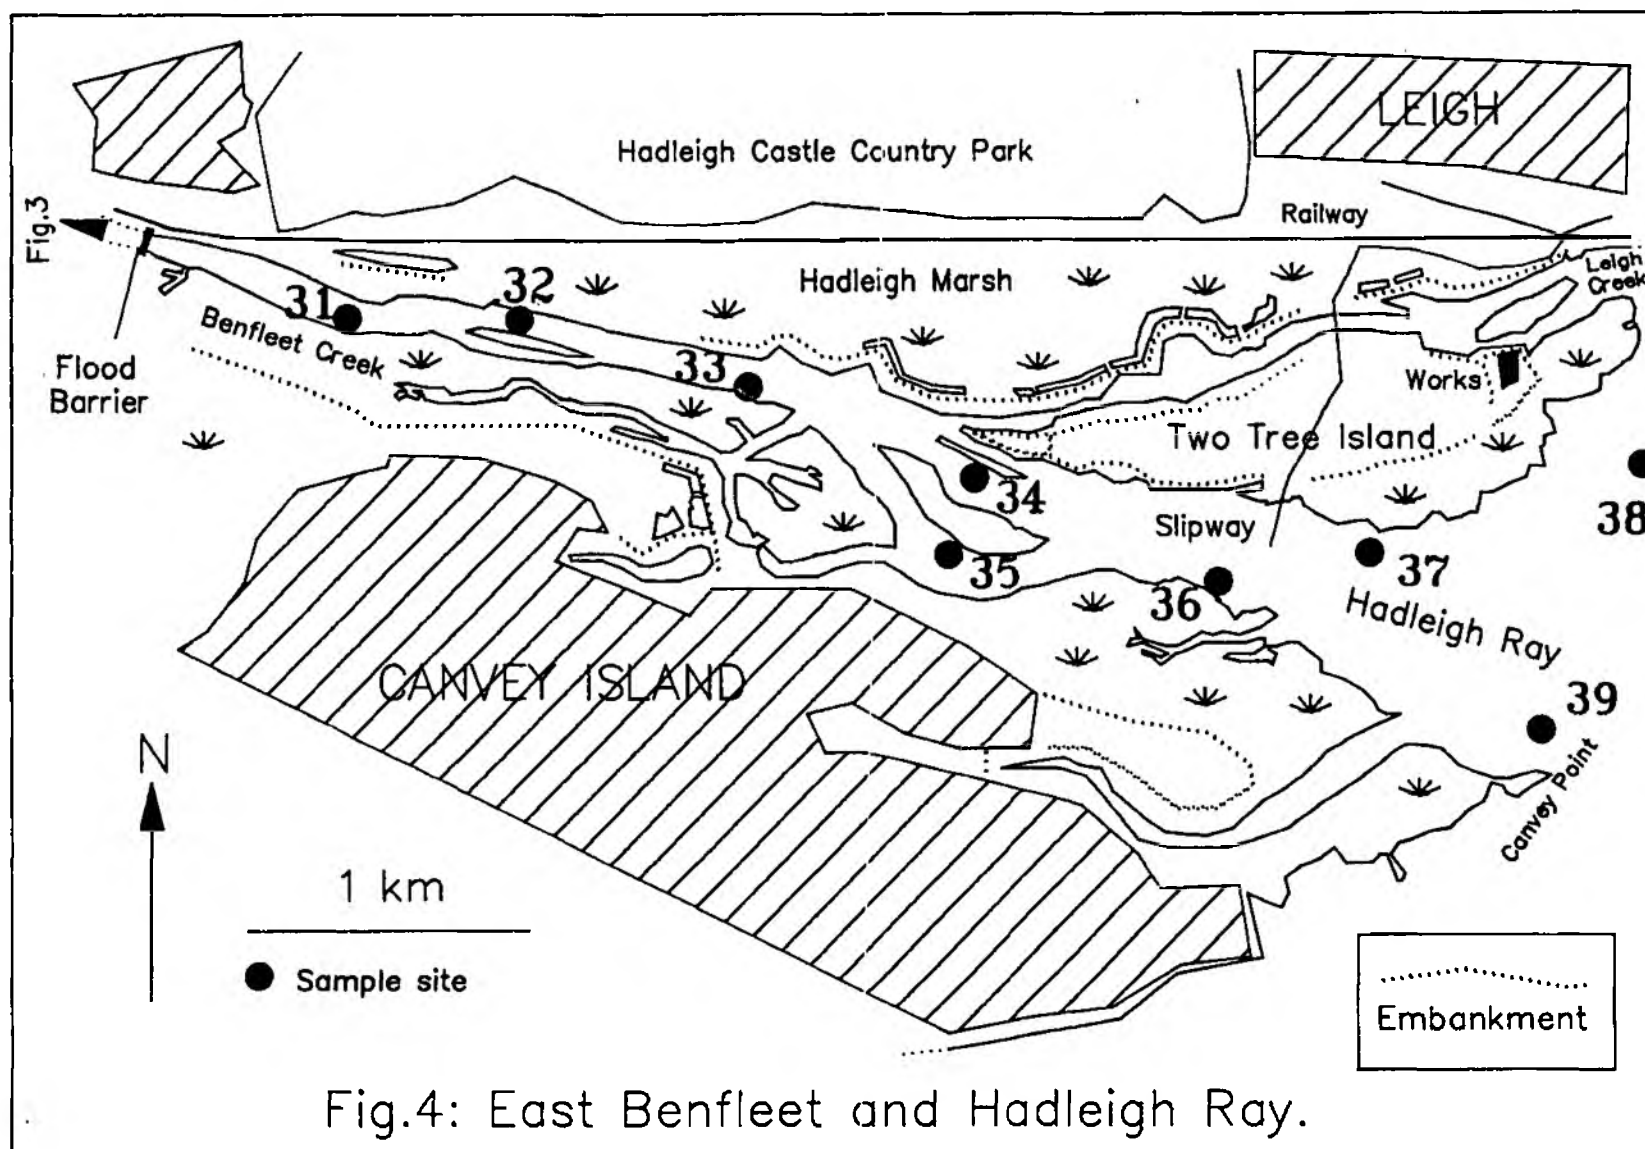 LEIGH
Hadleigh Castle Country Park
Railway
Fig.3
Hadleigh Marsh
Leigh
Creek
31
32
Benfleet Creek
33
Flood
Barrier
Works
Two Tree Island
34
38
Slipway
35
37
36
Hadleigh Ray
CANVEY ISLAND
39
Canvey Point
N
1 km
Sample site
Embankment
Fig.4: East Benfleet and Hadleigh Ray.